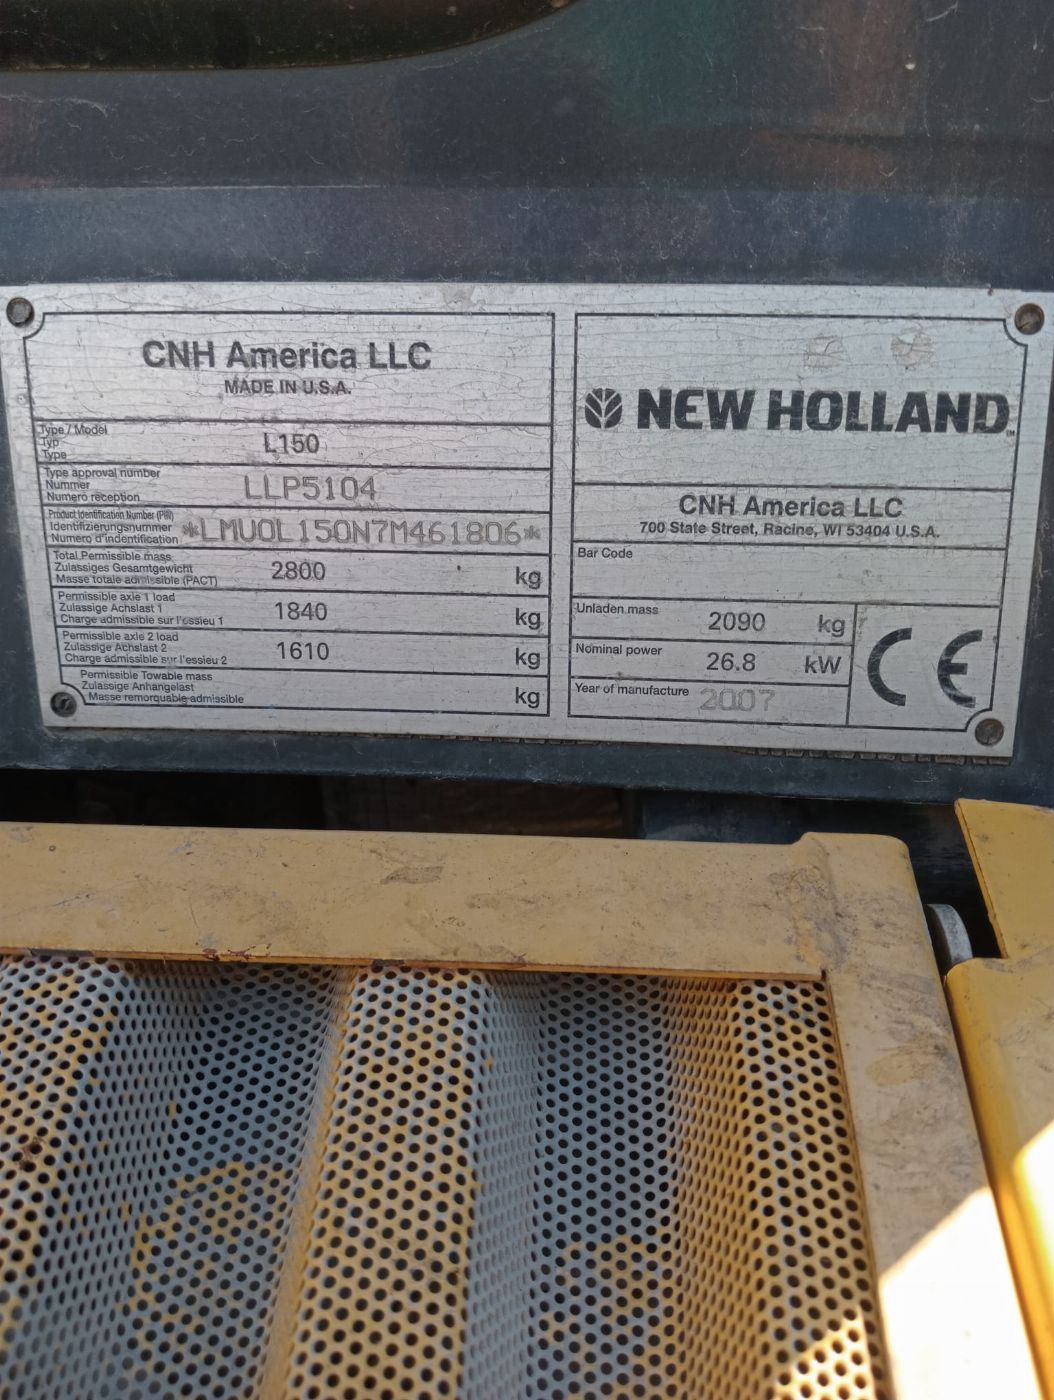 CNH America LLC
MADE IN U.S.A.
Type / Model
Typ
Type
L150
Type approval number
Nummer
Numero réception
LLP5104
Product Identification Number (PIN)
Identifizierungsnummer
Numero d'indentification
*LMU0L150N7M461806*
Total Permissible mass
Zulässiges Gesamtgewicht
Masse totale admissible (PACT)
2800 kg
Permissible axle 1 load
Zulassige Achslast 1
Charge admissible sur l'essieu 1
1840 kg
Permissible axle 2 load
Zulassige Achslast 2
Charge admissible sur l'essieu 2
1610 kg
Permissible Towable mass
Zulassige Anhangelast
Masse remorquable admissible
kg
NEW HOLLAND
CNH America LLC
700 State Street, Racine, WI 53404 U.S.A.
Bar Code
Unladen mass 2090 kg
Nominal power 26.8 kW
Year of manufacture 2007
CE